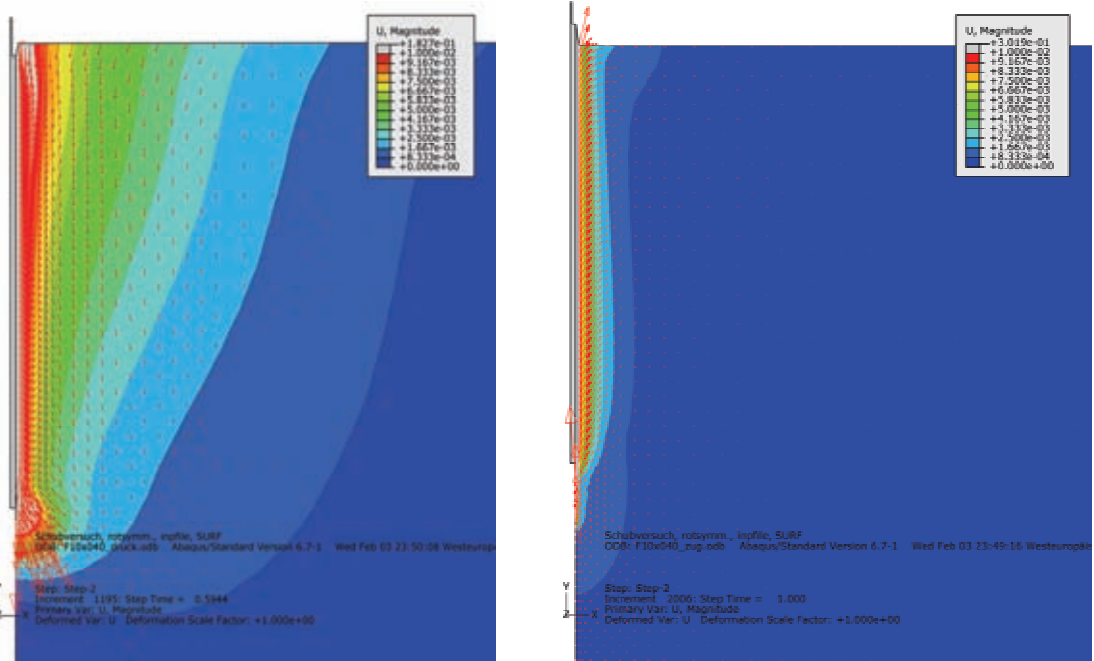 U, Magnitude
+1.827e-01
+1.000e-02
+9.167e-03
+8.333e-03
+7.500e-03
+6.667e-03
+5.833e-03
+5.000e-03
+4.167e-03
+3.333e-03
+2.500e-03
+1.667e-03
+8.333e-04
+0.000e+00
Schubversuch, rotsymm., inpfile, SURF
ODB: F10x040_druck.odb Abaqus/Standard Version 6.7-1 Wed Feb 03 23:50:08 Westeurop
Step: Step-2
Increment 1195: Step Time = 0.5944
Primary Var: U, Magnitude
Deformed Var: U Deformation Scale Factor: +1.000e+00
X
U, Magnitude
+3.019e-01
+1.000e-02
+9.167e-03
+8.333e-03
+7.500e-03
+6.667e-03
+5.833e-03
+5.000e-03
+4.167e-03
+3.333e-03
+2.500e-03
+1.667e-03
+8.333e-04
+0.000e+00
Schubversuch, rotsymm., inpfile, SURF
ODB: F10x040_zug.odb Abaqus/Standard Version 6.7-1 Wed Feb 03 23:49:16 Westeuropäis
Y
Step: Step-2
Increment 2006: Step Time = 1.000
Z X
Primary Var: U, Magnitude
Deformed Var: U Deformation Scale Factor: +1.000e+00